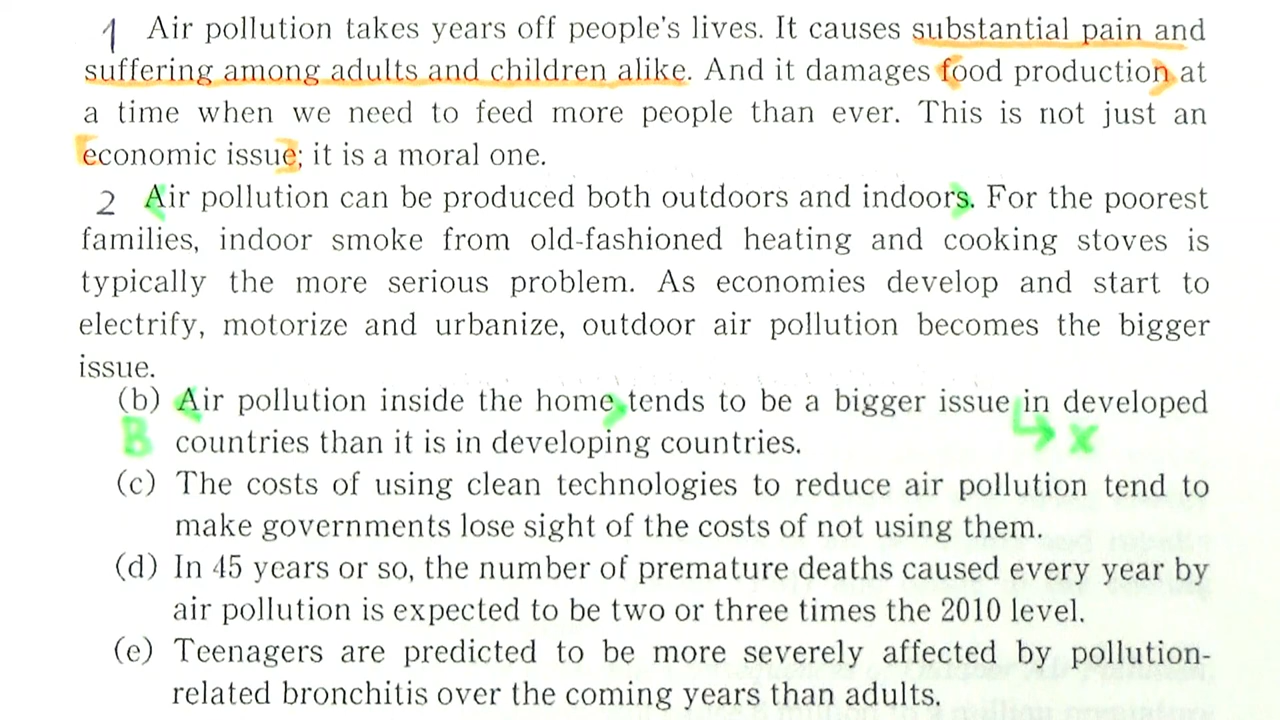 1 Air pollution takes years off people's lives. It causes substantial pain and
suffering among adults and children alike. And it damages food production at
a time when we need to feed more people than ever. This is not just an
economic issue; it is a moral one.
2 Air pollution can be produced both outdoors and indoors. For the poorest
families, indoor smoke from old-fashioned heating and cooking stoves is
typically the more serious problem. As economies develop and start to
electrify, motorize and urbanize, outdoor air pollution becomes the bigger
issue.
(b) Air pollution inside the home tends to be a bigger issue in developed
B countries than it is in developing countries. x
(c) The costs of using clean technologies to reduce air pollution tend to
make governments lose sight of the costs of not using them.
(d) In 45 years or so, the number of premature deaths caused every year by
air pollution is expected to be two or three times the 2010 level.
(e) Teenagers are predicted to be more severely affected by pollution-
related bronchitis over the coming years than adults.